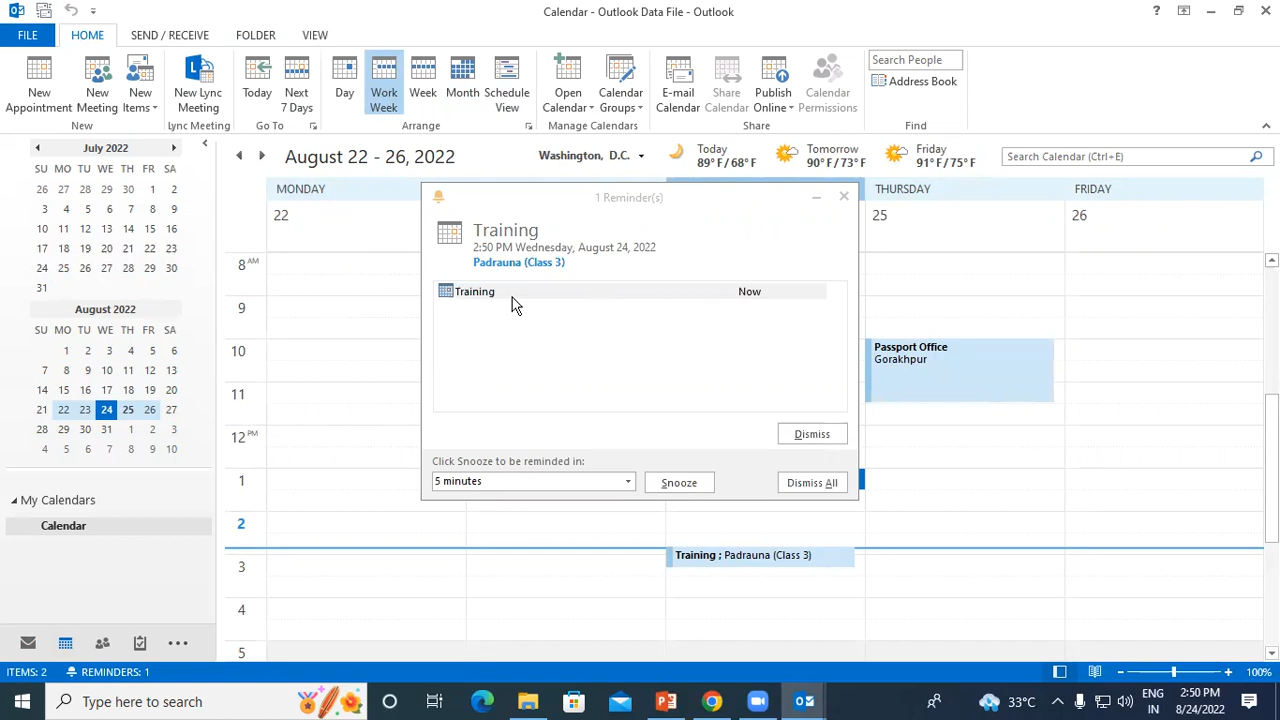 Calendar - Outlook Data File - Outlook
?
FILE HOME SEND / RECEIVE FOLDER VIEW
New Appointment
New Meeting
New Items
New Lync Meeting
Today
Next 7 Days
Day
Work Week
Week
Month
Schedule View
Open Calendar
Calendar Groups
E-mail Calendar
Share Calendar
Publish Online
Calendar Permissions
Search People
Address Book
New Lync Meeting Go To Arrange Manage Calendars Share Find
July 2022
SU MO TU WE TH FR SA
26 27 28 29 30 1 2
3 4 5 6 7 8 9
10 11 12 13 14 15 16
17 18 19 20 21 22 23
24 25 26 27 28 29 30
31
August 2022
SU MO TU WE TH FR SA
1 2 3 4 5 6
7 8 9 10 11 12 13
14 15 16 17 18 19 20
21 22 23 24 25 26 27
28 29 30 31 1 2 3
4 5 6 7 8 9 10
My Calendars
Calendar
August 22 - 26, 2022
Washington, D.C.
Today
89°F / 68°F
Tomorrow
90°F / 73°F
Friday
91°F / 75°F
Search Calendar (Ctrl+E)
MONDAY THURSDAY FRIDAY
22 25 26
8 AM
9
10
11
12 PM
1
2
3
4
5
Passport Office
Gorakhpur
Training ; Padrauna (Class 3)
1 Reminder(s)
Training
2:50 PM Wednesday, August 24, 2022
Padrauna (Class 3)
Training Now
Dismiss
Click Snooze to be reminded in:
5 minutes Snooze Dismiss All
ITEMS: 2 REMINDERS: 1 100%
Type here to search
33°C
ENG
IN
2:50 PM
8/24/2022